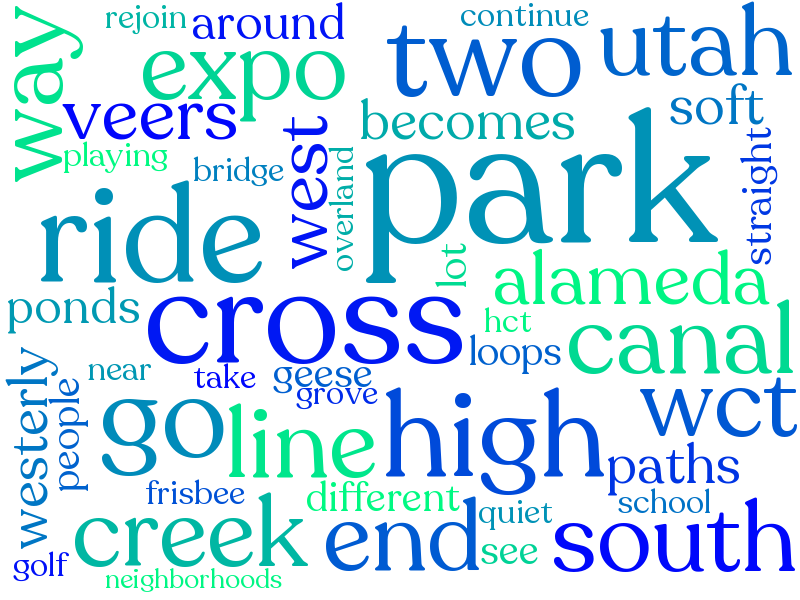 rejoin
around
continue
way
expo
two
utah
veers
becomes
soft
playing
bridge
west
overland
park
straight
ride
lot
alameda
ponds
cross
hct
canal
loops
near
take
geese
grove
westerly
people
go
line
high
wct
paths
frisbee
different
school
creek
end
quiet
south
see
golf
neighborhoods